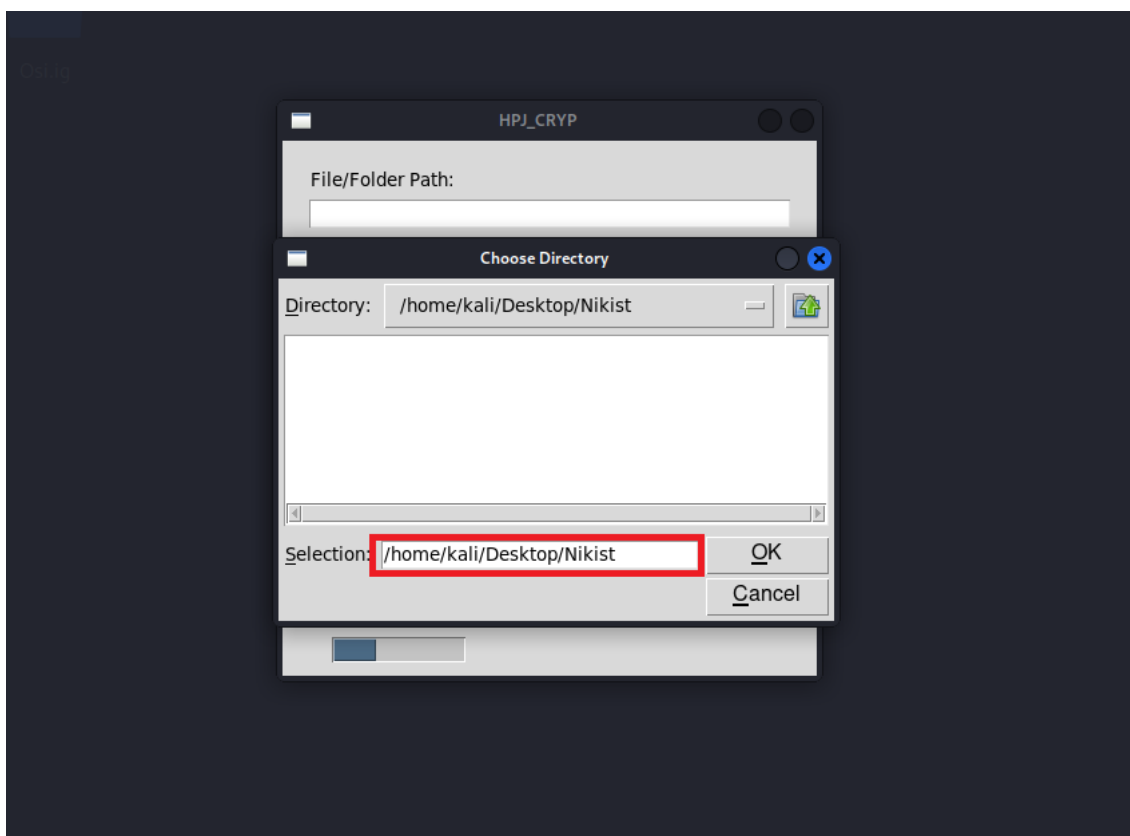 HPJ_CRYP
File/Folder Path:
Choose Directory
Directory: /home/kali/Desktop/Nikist
Selection: /home/kali/Desktop/Nikist OK
Cancel